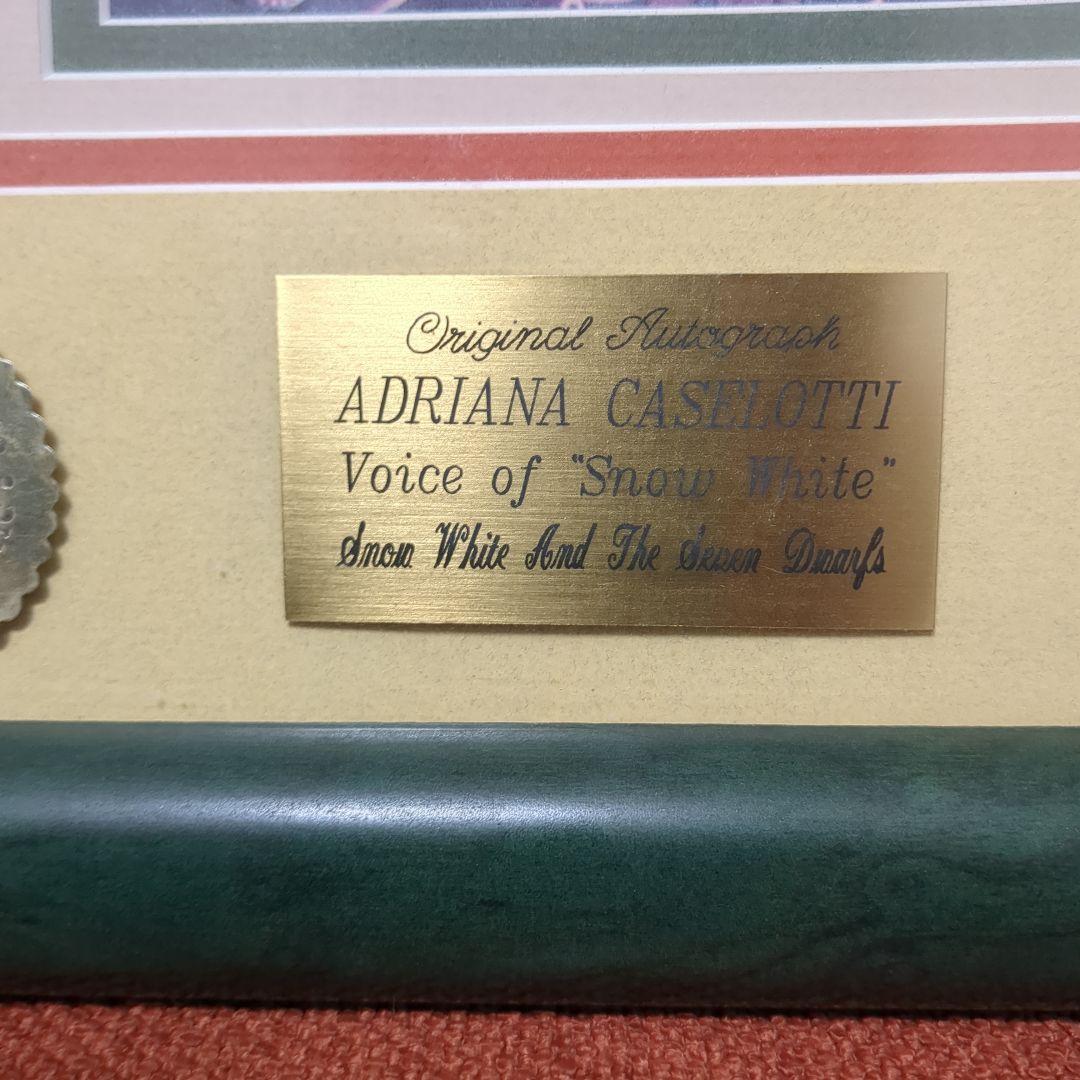 Original Autograph
ADRIANA CASELOTTI
Voice of "Snow White"
Snow White And The Seven Dwarfs